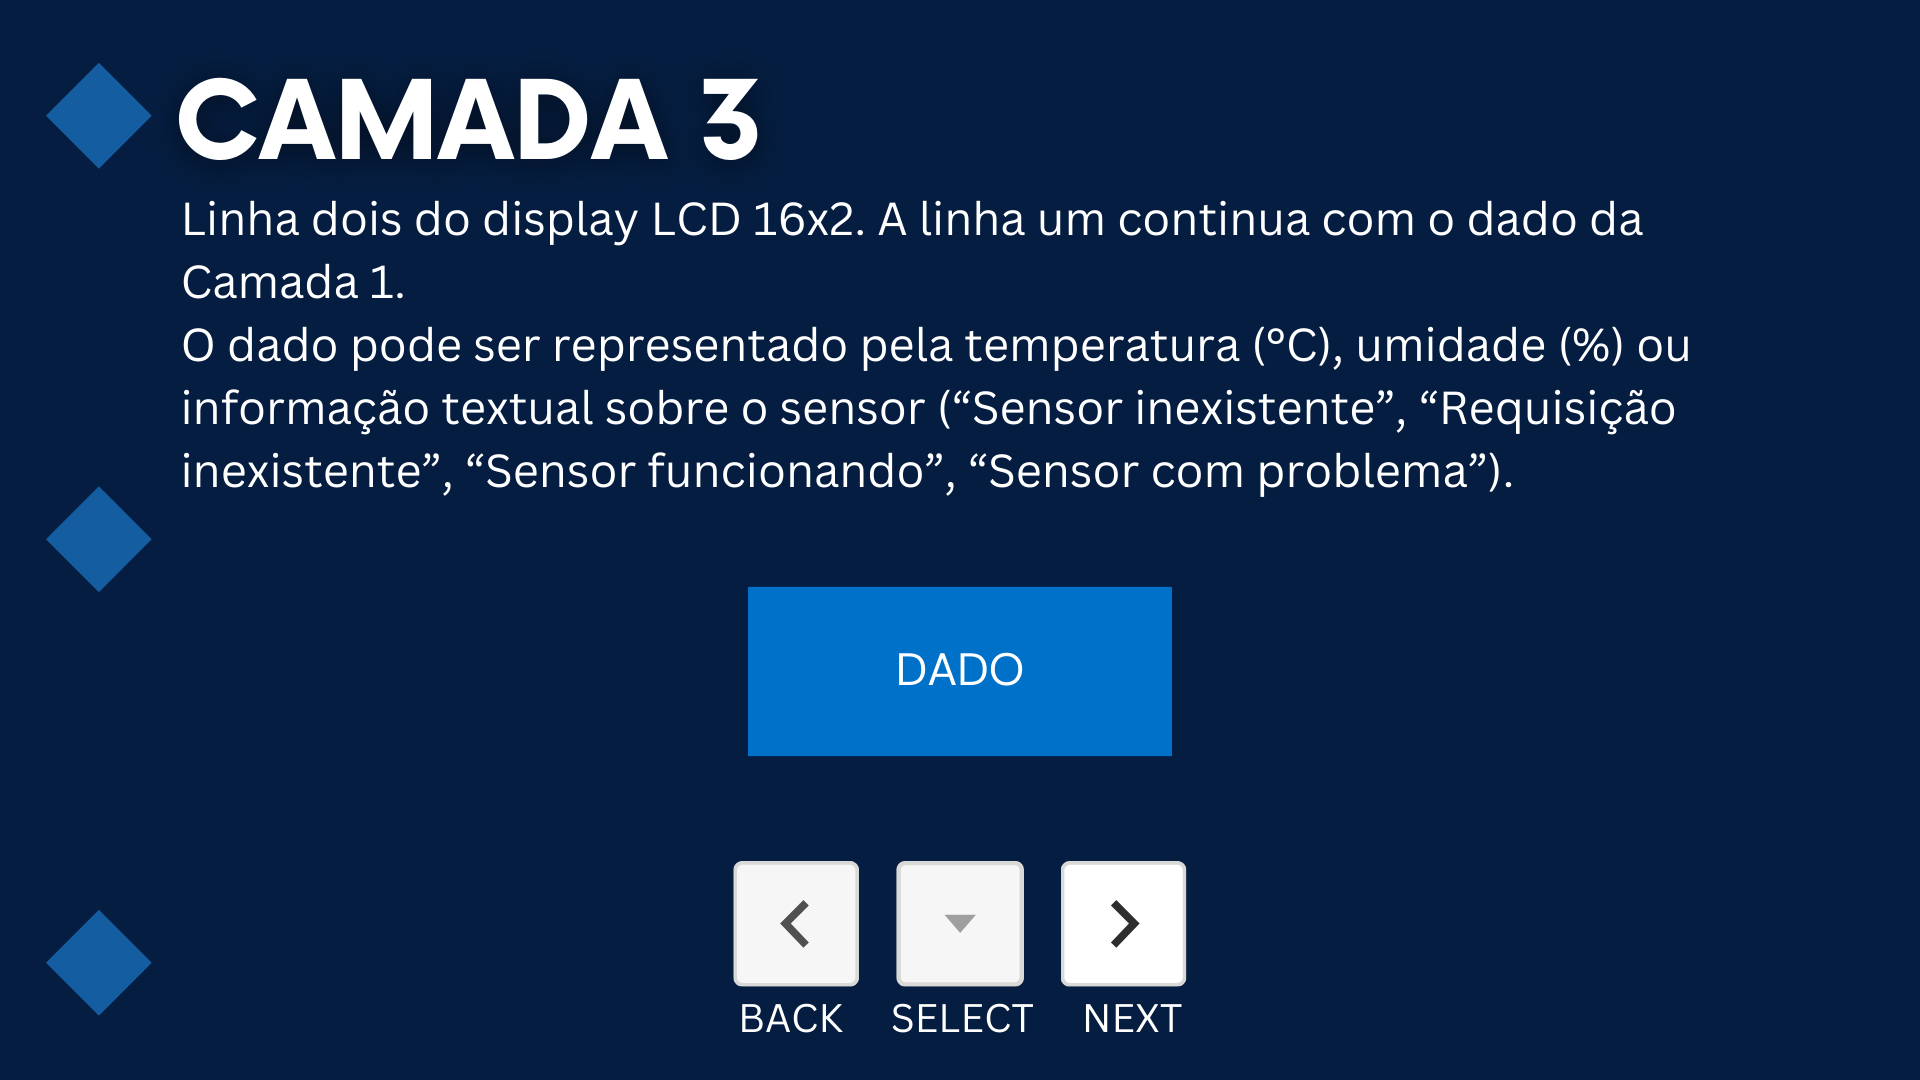 CAMADA 3
Linha dois do display LCD 16x2. A linha um continua com o dado da
Camada 1.
O dado pode ser representado pela temperatura (°C), umidade (%) ou
informação textual sobre o sensor (“Sensor inexistente”, “Requisição
inexistente”, “Sensor funcionando”, “Sensor com problema”).
DADO
BACK SELECT NEXT